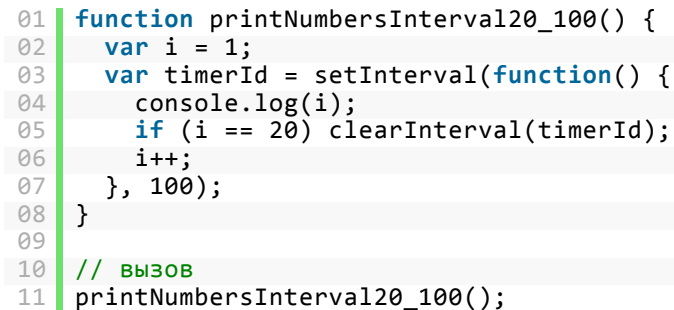 01 function printNumbersInterval20_100() {
02   var i = 1;
03   var timerId = setInterval(function() {
04     console.log(i);
05     if (i == 20) clearInterval(timerId);
06     i++;
07   }, 100);
08 }
09
10 // вызов
11 printNumbersInterval20_100();